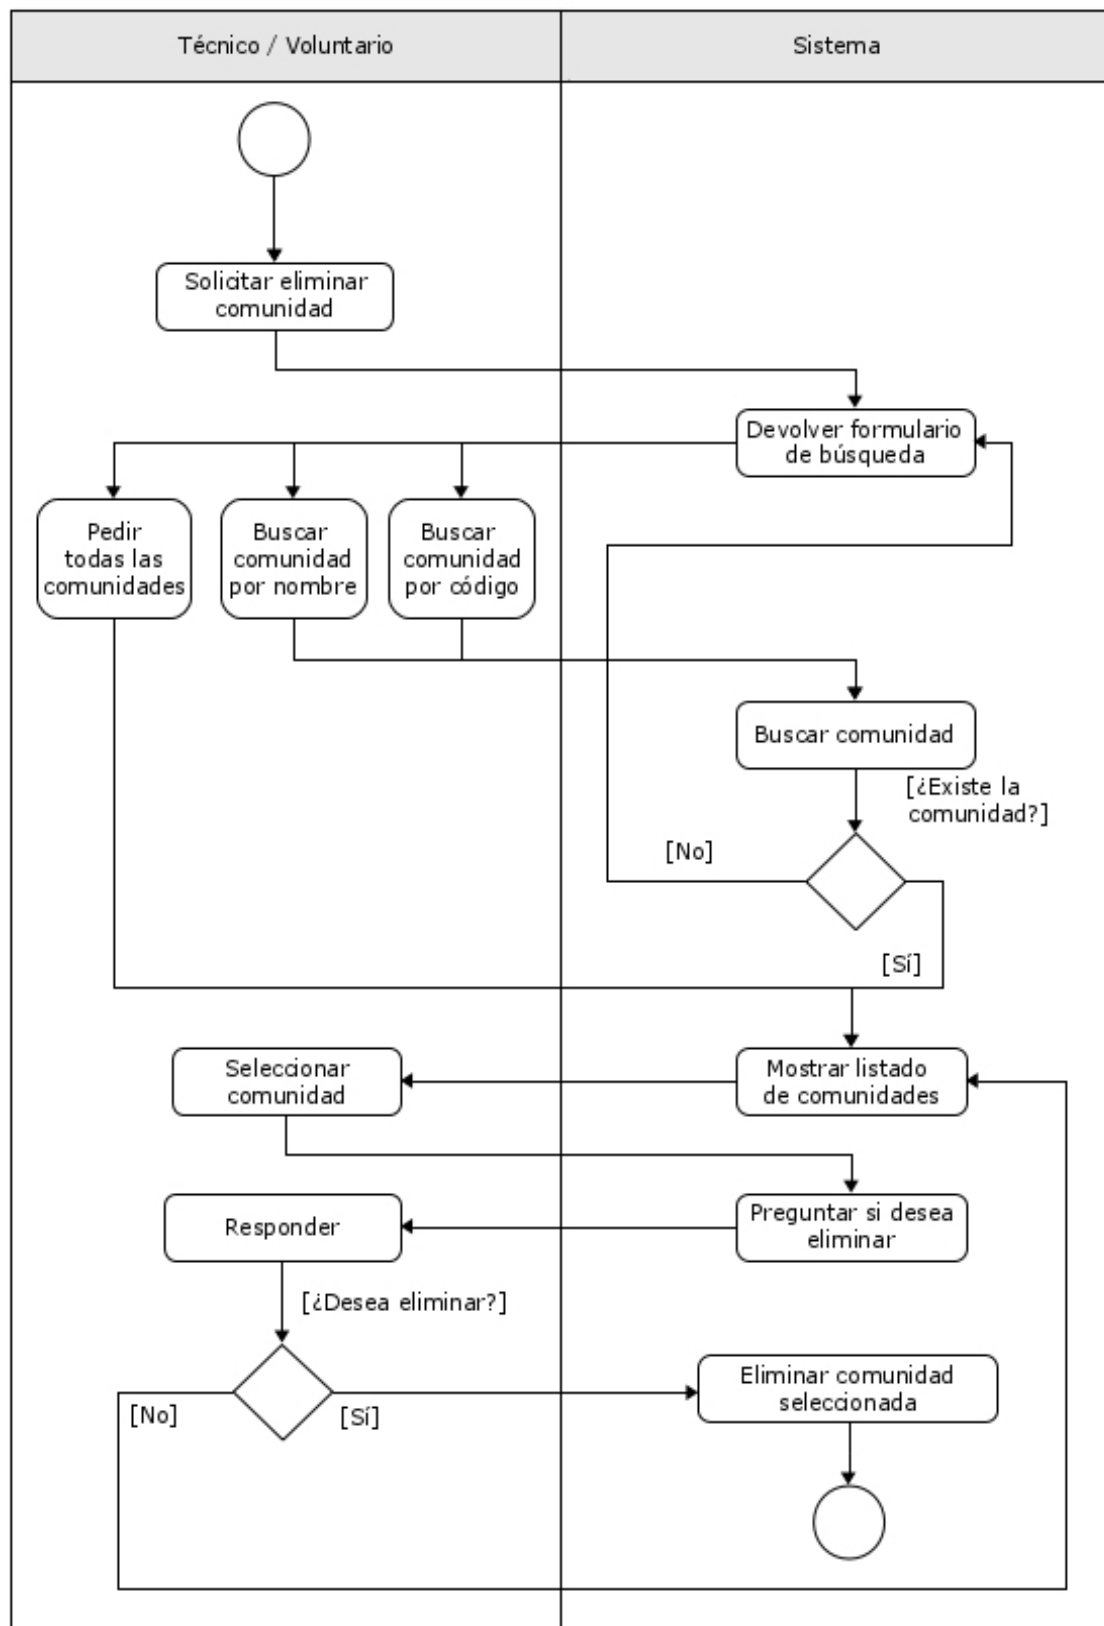 Técnico / Voluntario
Sistema
Solicitar eliminar
comunidad
Devolver formulario
de búsqueda
Pedir
todas las
comunidades
Buscar
comunidad
por nombre
Buscar
comunidad
por código
Buscar comunidad
[¿Existe la
comunidad?]
[No]
[Sí]
Seleccionar
comunidad
Mostrar listado
de comunidades
Responder
Preguntar si desea
eliminar
[¿Desea eliminar?]
[No]
[Sí]
Eliminar comunidad
seleccionada